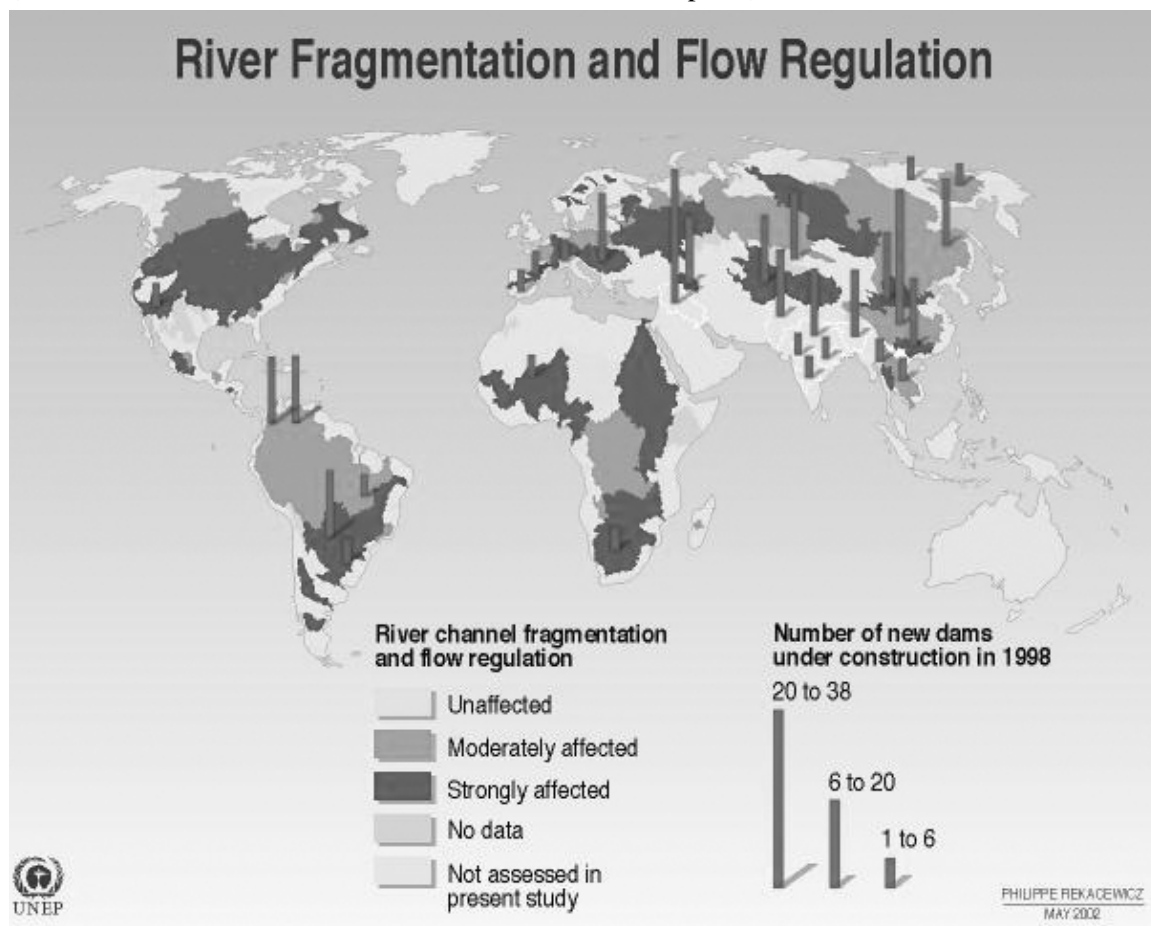 River Fragmentation and Flow Regulation
River channel fragmentation
and flow regulation
Unaffected
Moderately affected
Strongly affected
No data
Not assessed in
present study
Number of new dams
under construction in 1998
20 to 38
6 to 20
1 to 6
UNEP
PHILIPPE REKACEWICZ
MAY 2002